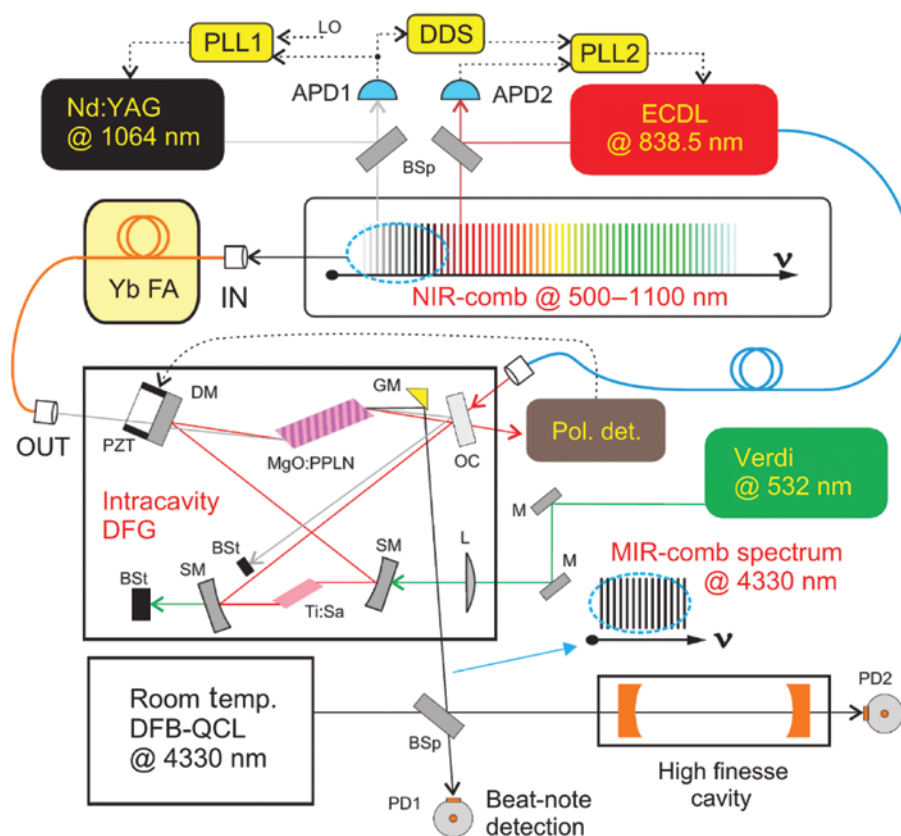 LO
PLL1
DDS
PLL2
APD1
APD2
Nd:YAG
@ 1064 nm
ECDL
@ 838.5 nm
BSp
ν
NIR-comb @ 500–1100 nm
Yb FA
IN
OUT
DM
GM
PZT
MgO:PPLN
OC
Pol. det.
Verdi
@ 532 nm
Intracavity
DFG
BSt
BSt
SM
SM
L
M
M
Ti:Sa
MIR-comb spectrum
@ 4330 nm
ν
Room temp.
DFB-QCL
@ 4330 nm
BSp
PD2
High finesse
cavity
PD1
Beat-note
detection